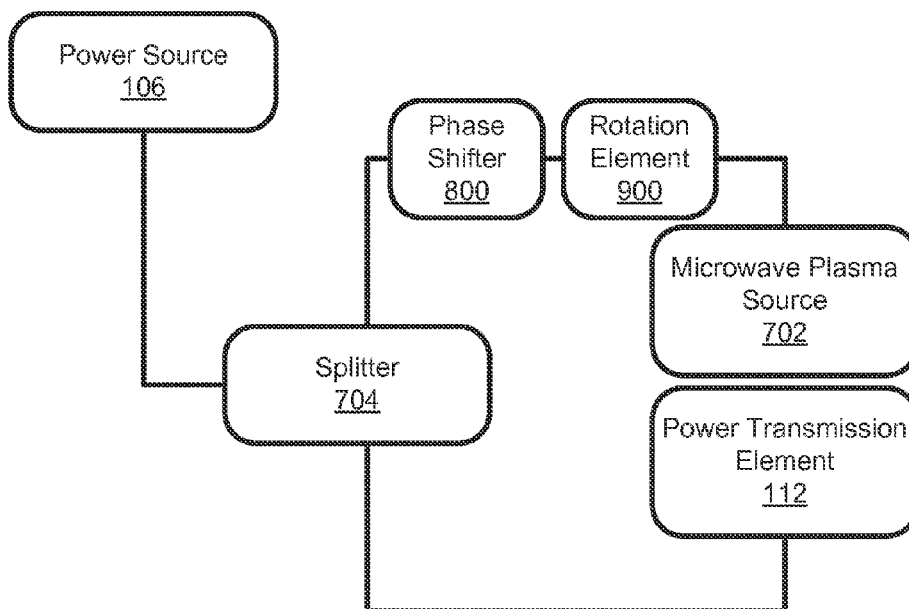 Power Source
106
Phase
Shifter
800
Rotation
Element
900
Microwave Plasma
Source
702
Splitter
704
Power Transmission
Element
112